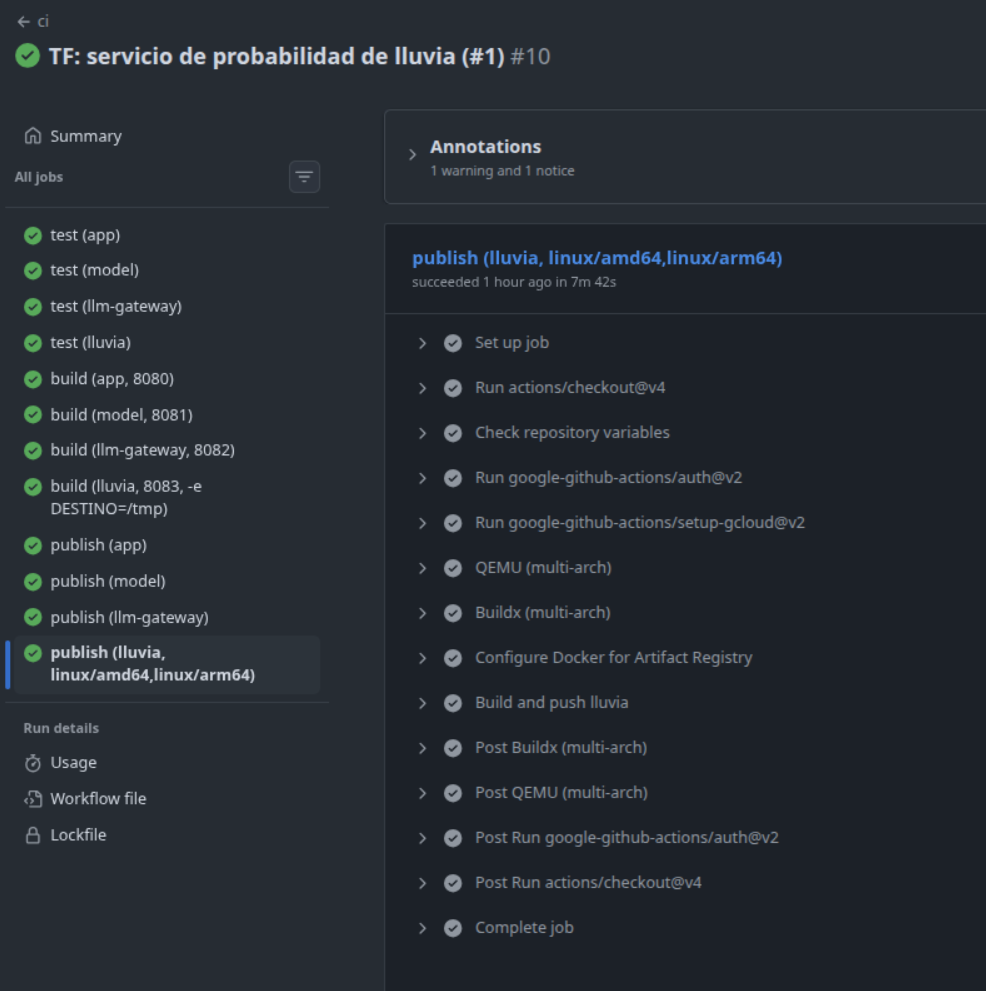 ← ci
TF: servicio de probabilidad de lluvia (#1) #10
Summary
All jobs
test (app)
test (model)
test (llm-gateway)
test (lluvia)
build (app, 8080)
build (model, 8081)
build (llm-gateway, 8082)
build (lluvia, 8083, -e
DESTINO=/tmp)
publish (app)
publish (model)
publish (llm-gateway)
publish (lluvia,
linux/amd64,linux/arm64)
Run details
Usage
Workflow file
Lockfile
Annotations
1 warning and 1 notice
publish (lluvia, linux/amd64,linux/arm64)
succeeded 1 hour ago in 7m 42s
Set up job
Run actions/checkout@v4
Check repository variables
Run google-github-actions/auth@v2
Run google-github-actions/setup-gcloud@v2
QEMU (multi-arch)
Buildx (multi-arch)
Configure Docker for Artifact Registry
Build and push lluvia
Post Buildx (multi-arch)
Post QEMU (multi-arch)
Post Run google-github-actions/auth@v2
Post Run actions/checkout@v4
Complete job